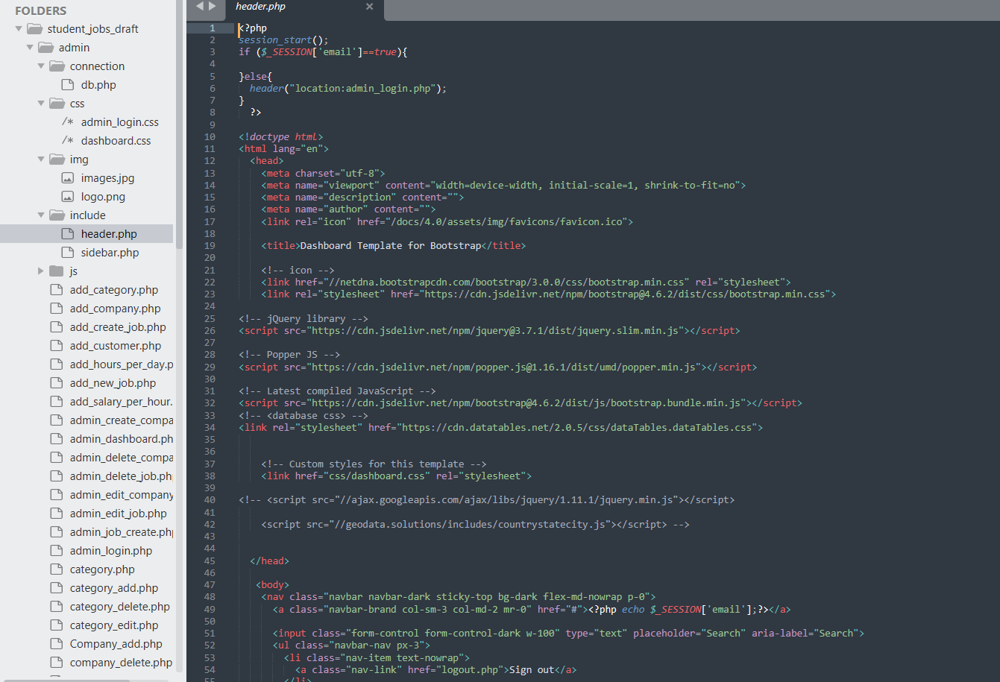 FOLDERS
student_jobs_draft
admin
connection
db.php
css
/* admin_login.css
/* dashboard.css
img
images.jpg
logo.png
include
header.php
sidebar.php
js
add_category.php
add_company.php
add_create_job.php
add_customer.php
add_hours_per_day.p
add_new_job.php
add_salary_per_hour.
admin_create_compa
admin_dashboard.ph
admin_delete_compa
admin_delete_job.ph
admin_edit_company
admin_edit_job.php
admin_job_create.ph
admin_login.php
category.php
category_add.php
category_delete.php
category_edit.php
Company_add.php
company_delete.php
header.php ×
1 <?php
2 session_start();
3 if ($_SESSION['email']==true){
4
5 }else{
6 header("location:admin_login.php");
7 }
8 ?>
9
10 <!doctype html>
11 <html lang="en">
12 <head>
13 <meta charset="utf-8">
14 <meta name="viewport" content="width=device-width, initial-scale=1, shrink-to-fit=no">
15 <meta name="description" content="">
16 <meta name="author" content="">
17 <link rel="icon" href="/docs/4.0/assets/img/favicons/favicon.ico">
18
19 <title>Dashboard Template for Bootstrap</title>
20
21 <!-- icon -->
22 <link href="//netdna.bootstrapcdn.com/bootstrap/3.0.0/css/bootstrap.min.css" rel="stylesheet">
23 <link rel="stylesheet" href="https://cdn.jsdelivr.net/npm/bootstrap@4.6.2/dist/css/bootstrap.min.css">
24
25 <!-- jQuery library -->
26 <script src="https://cdn.jsdelivr.net/npm/jquery@3.7.1/dist/jquery.slim.min.js"></script>
27
28 <!-- Popper JS -->
29 <script src="https://cdn.jsdelivr.net/npm/popper.js@1.16.1/dist/umd/popper.min.js"></script>
30
31 <!-- Latest compiled JavaScript -->
32 <script src="https://cdn.jsdelivr.net/npm/bootstrap@4.6.2/dist/js/bootstrap.bundle.min.js"></script>
33 <!-- <database css> -->
34 <link rel="stylesheet" href="https://cdn.datatables.net/2.0.5/css/dataTables.dataTables.css">
35
36
37 <!-- Custom styles for this template -->
38 <link href="css/dashboard.css" rel="stylesheet">
39
40 <!-- <script src="//ajax.googleapis.com/ajax/libs/jquery/1.11.1/jquery.min.js"></script>
41
42 <script src="//geodata.solutions/includes/countrystatecity.js"></script> -->
43
44
45 </head>
46
47 <body>
48 <nav class="navbar navbar-dark sticky-top bg-dark flex-md-nowrap p-0">
49 <a class="navbar-brand col-sm-3 col-md-2 mr-0" href="#"><?php echo $_SESSION['email'];?></a>
50
51 <input class="form-control form-control-dark w-100" type="text" placeholder="Search" aria-label="Search">
52 <ul class="navbar-nav px-3">
53 <li class="nav-item text-nowrap">
54 <a class="nav-link" href="logout.php">Sign out</a>
55 </li>